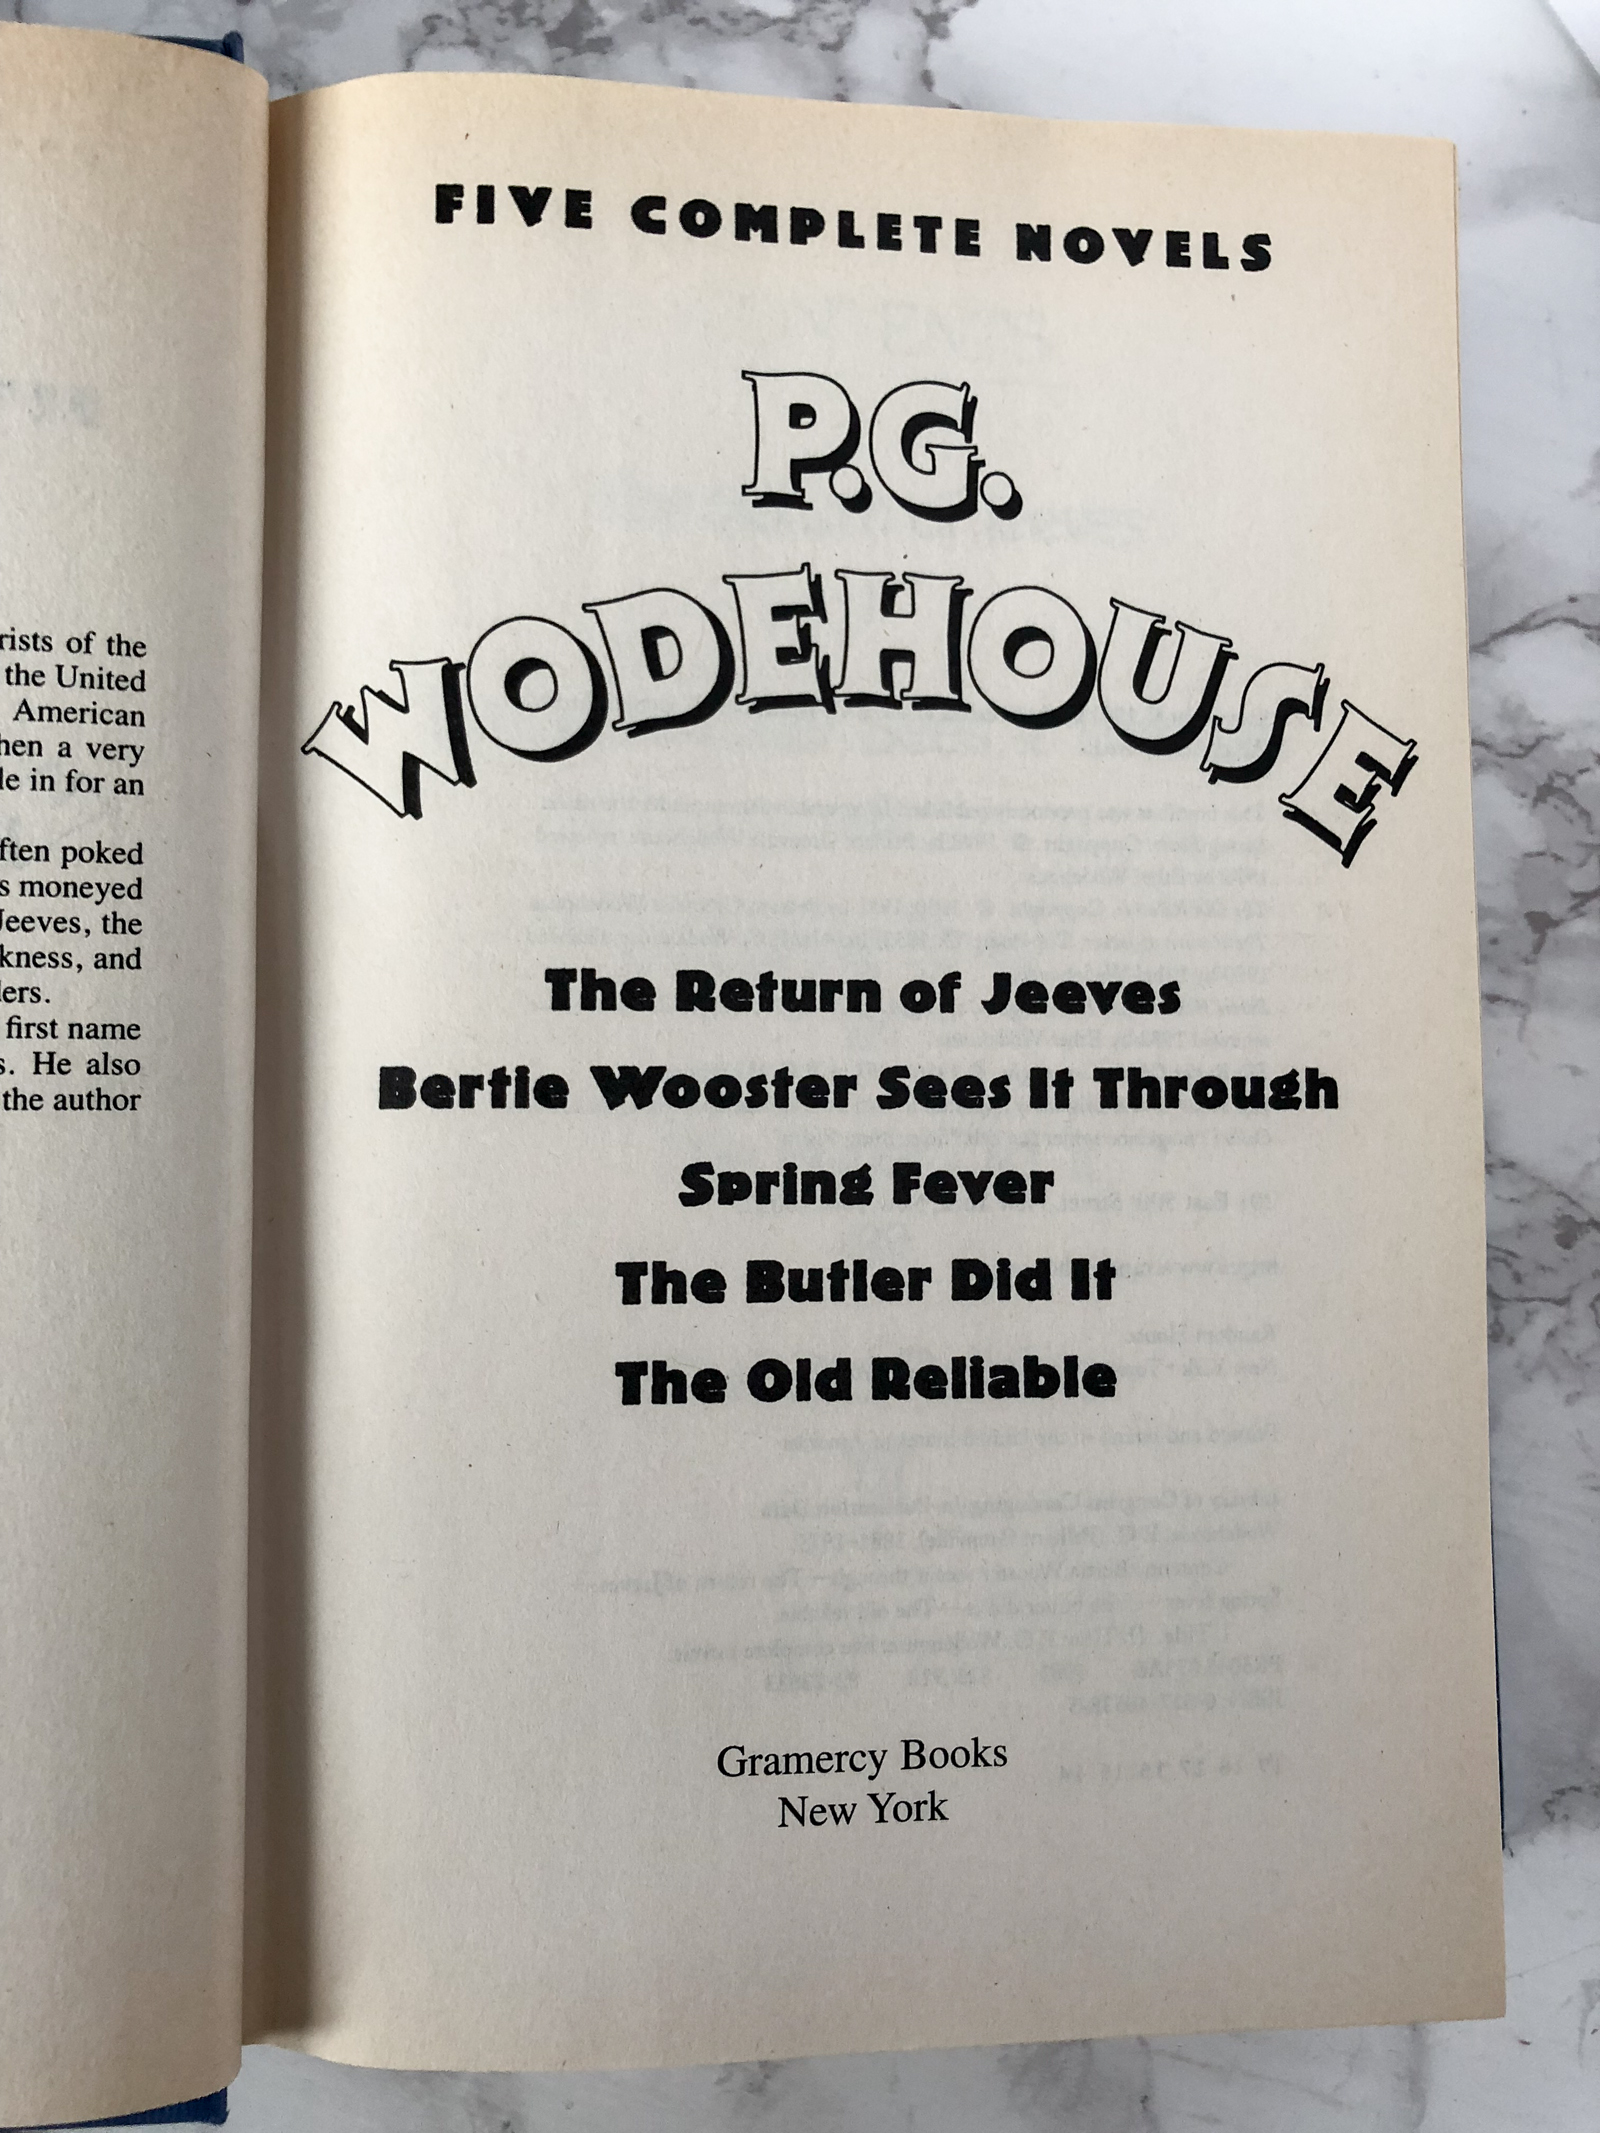 rists of the
the United
American
hen a very
le in for an
ften poked
s moneyed
Jeeves, the
kness, and
lers.
first name
s. He also
the author
FIVE COMPLETE NOVELS
P.G.
WODEHOUSE
The Return of Jeeves
Bertie Wooster Sees It Through
Spring Fever
The Butler Did It
The Old Reliable
Gramercy Books
New York